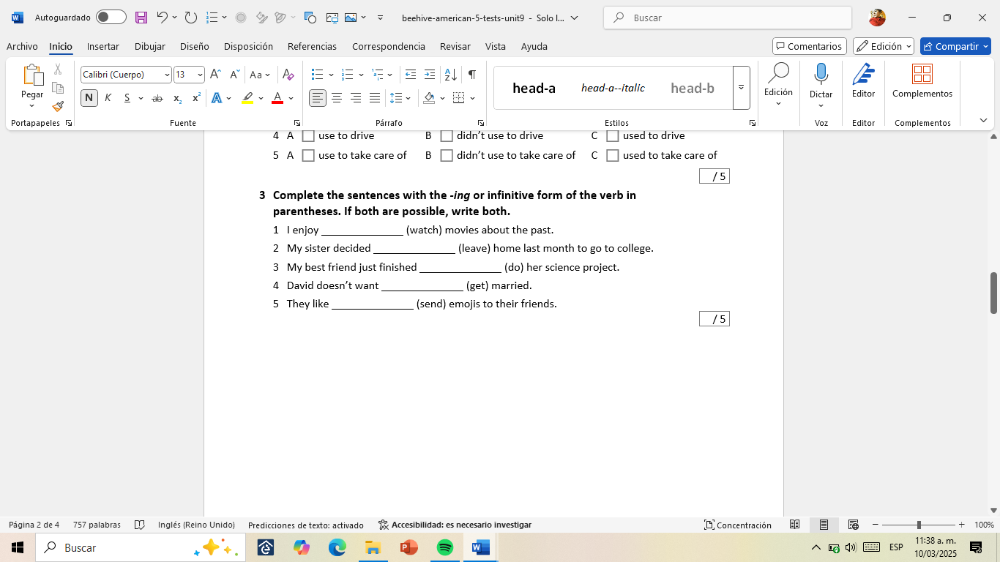 Autoguardado
beehive-american-5-tests-unit9 - Solo l...
Buscar
Archivo Inicio Insertar Dibujar Diseño Disposición Referencias Correspondencia Revisar Vista Ayuda
Comentarios Edición Compartir
Pegar
Portapapeles
Calibri (Cuerpo) 13
Aa
N K S ab x₂ x² A A
Fuente
Párrafo
head-a head-a--italic head-b
Estilos
Edición
Dictar
Voz
Editor
Editor
Complementos
Complementos
4 A use to drive B didn’t use to drive C used to drive
5 A use to take care of B didn’t use to take care of C used to take care of
/ 5
3 Complete the sentences with the -ing or infinitive form of the verb in
parentheses. If both are possible, write both.
1 I enjoy ______________ (watch) movies about the past.
2 My sister decided ______________ (leave) home last month to go to college.
3 My best friend just finished ______________ (do) her science project.
4 David doesn’t want ______________ (get) married.
5 They like ______________ (send) emojis to their friends.
/ 5
Página 2 de 4 757 palabras Inglés (Reino Unido) Predicciones de texto: activado Accesibilidad: es necesario investigar Concentración 100%
Buscar
ESP
11:38 a. m.
10/03/2025